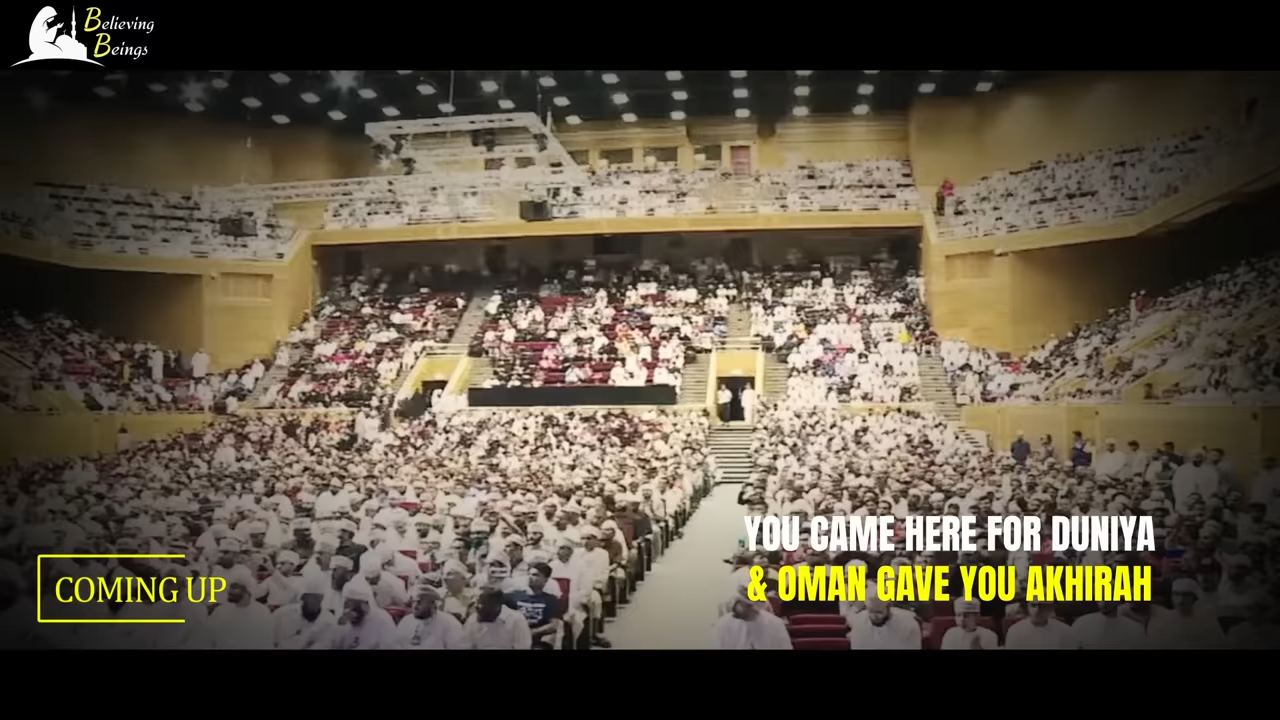 Believing
Beings
YOU CAME HERE FOR DUNIYA
& OMAN GAVE YOU AKHIRAH
COMING UP